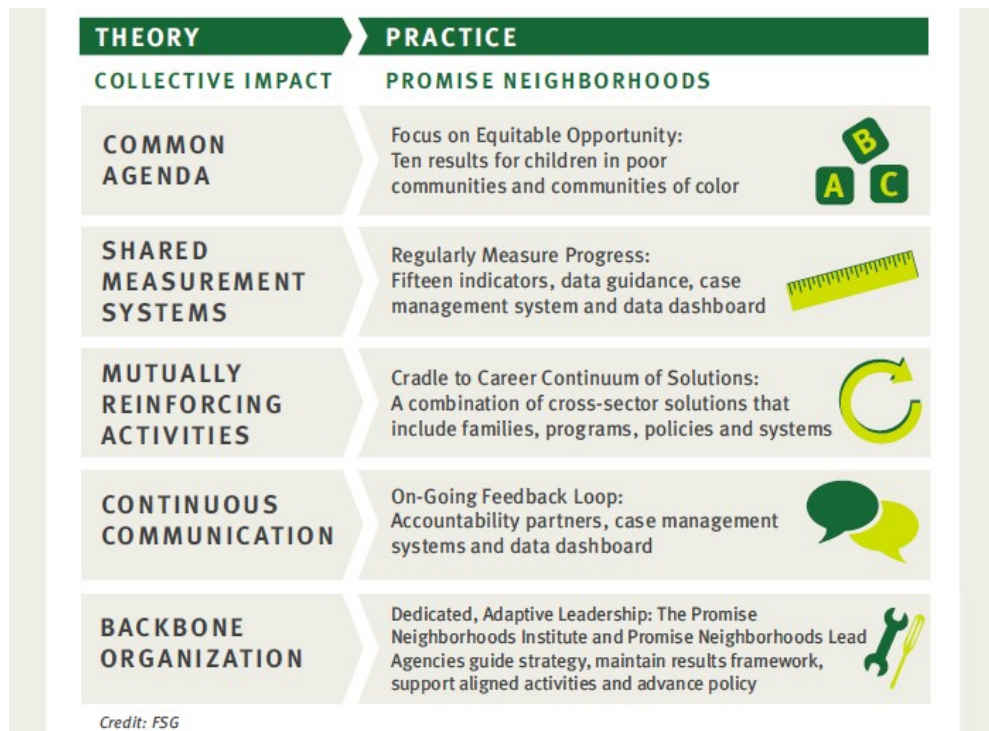 THEORY PRACTICE
COLLECTIVE IMPACT PROMISE NEIGHBORHOODS
COMMON
AGENDA
Focus on Equitable Opportunity:
Ten results for children in poor
communities and communities of color
B
A C
SHARED
MEASUREMENT
SYSTEMS
Regularly Measure Progress:
Fifteen indicators, data guidance, case
management system and data dashboard
MUTUALLY
REINFORCING
ACTIVITIES
Cradle to Career Continuum of Solutions:
A combination of cross-sector solutions that
include families, programs, policies and systems
CONTINUOUS
COMMUNICATION
On-Going Feedback Loop:
Accountability partners, case management
systems and data dashboard
BACKBONE
ORGANIZATION
Dedicated, Adaptive Leadership: The Promise
Neighborhoods Institute and Promise Neighborhoods Lead
Agencies guide strategy, maintain results framework,
support aligned activities and advance policy
Credit: FSG